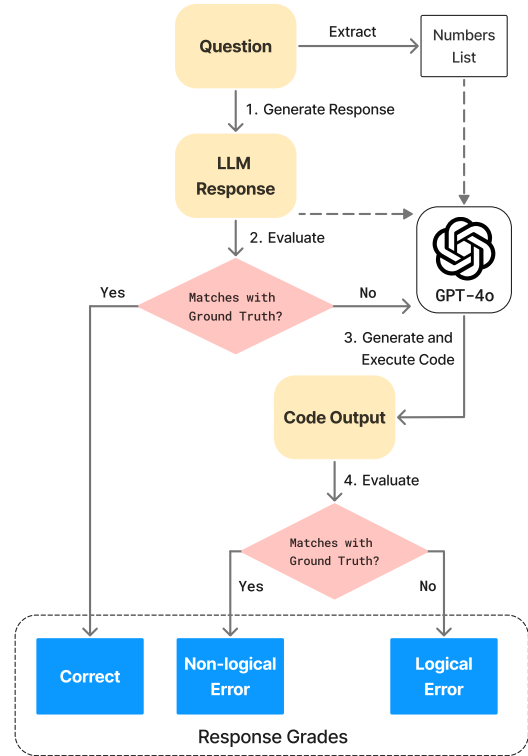 Question
Extract
Numbers
List
1. Generate Response
LLM
Response
2. Evaluate
GPT-4o
Yes
Matches with
Ground Truth?
No
3. Generate and
Execute Code
Code Output
4. Evaluate
Matches with
Ground Truth?
Yes
No
Correct
Non-logical
Error
Logical
Error
Response Grades